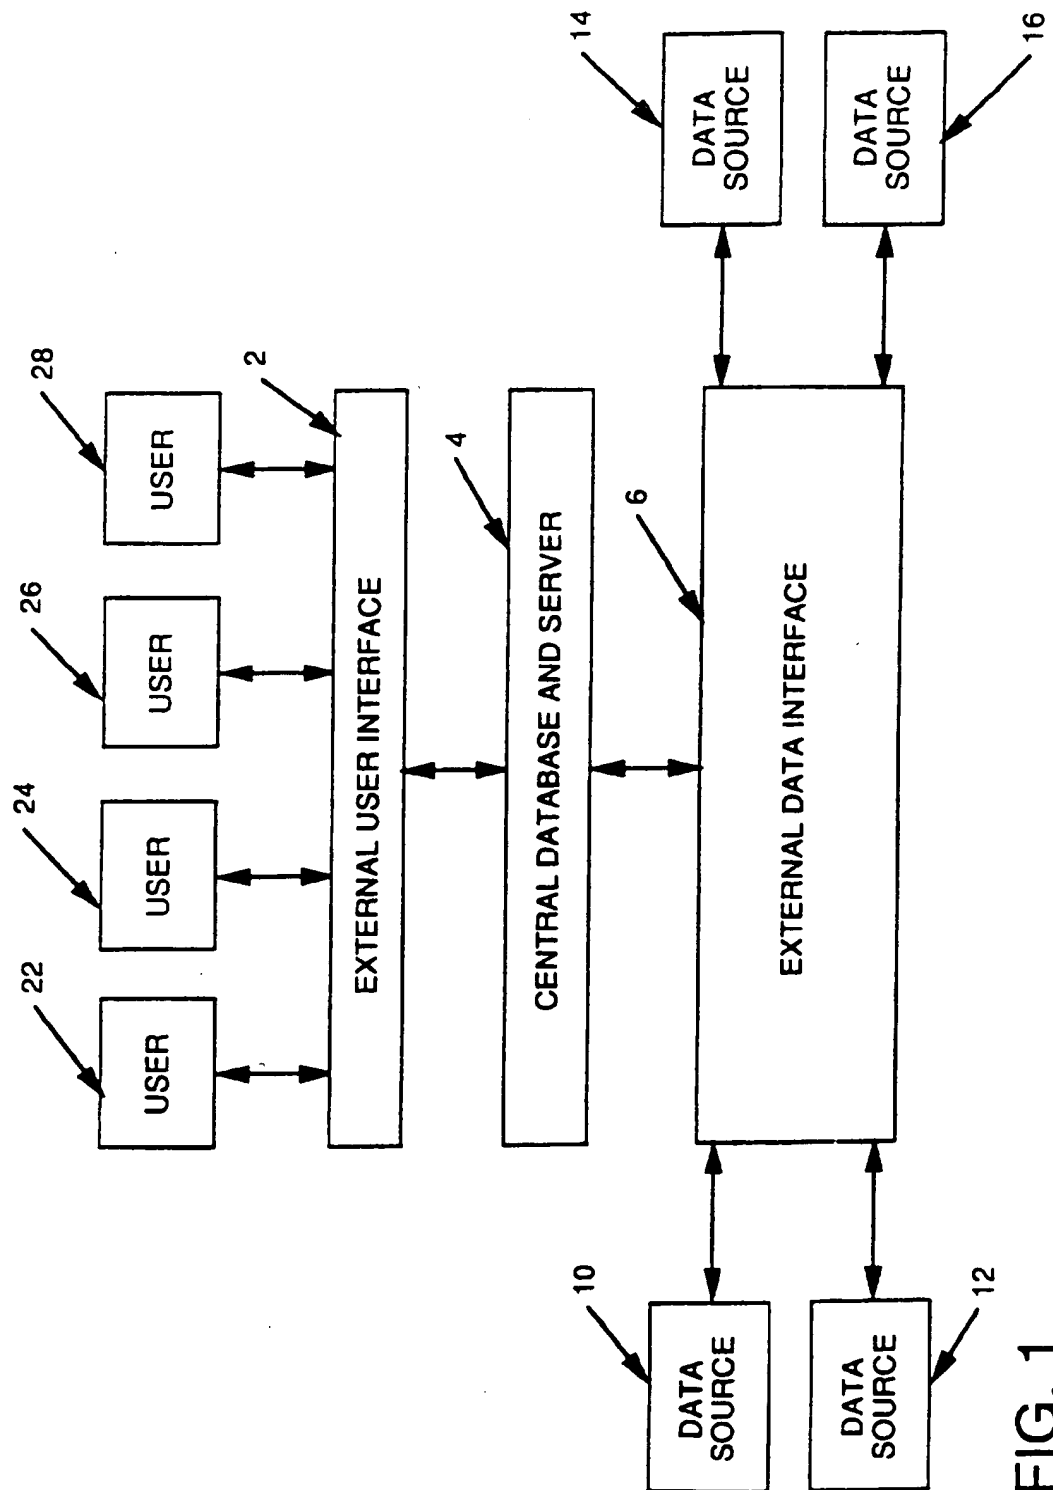 22
24
26
28
USER
USER
USER
USER
2
EXTERNAL USER INTERFACE
4
CENTRAL DATABASE AND SERVER
6
EXTERNAL DATA INTERFACE
10
DATA
SOURCE
14
DATA
SOURCE
12
DATA
SOURCE
16
DATA
SOURCE
FIG. 1